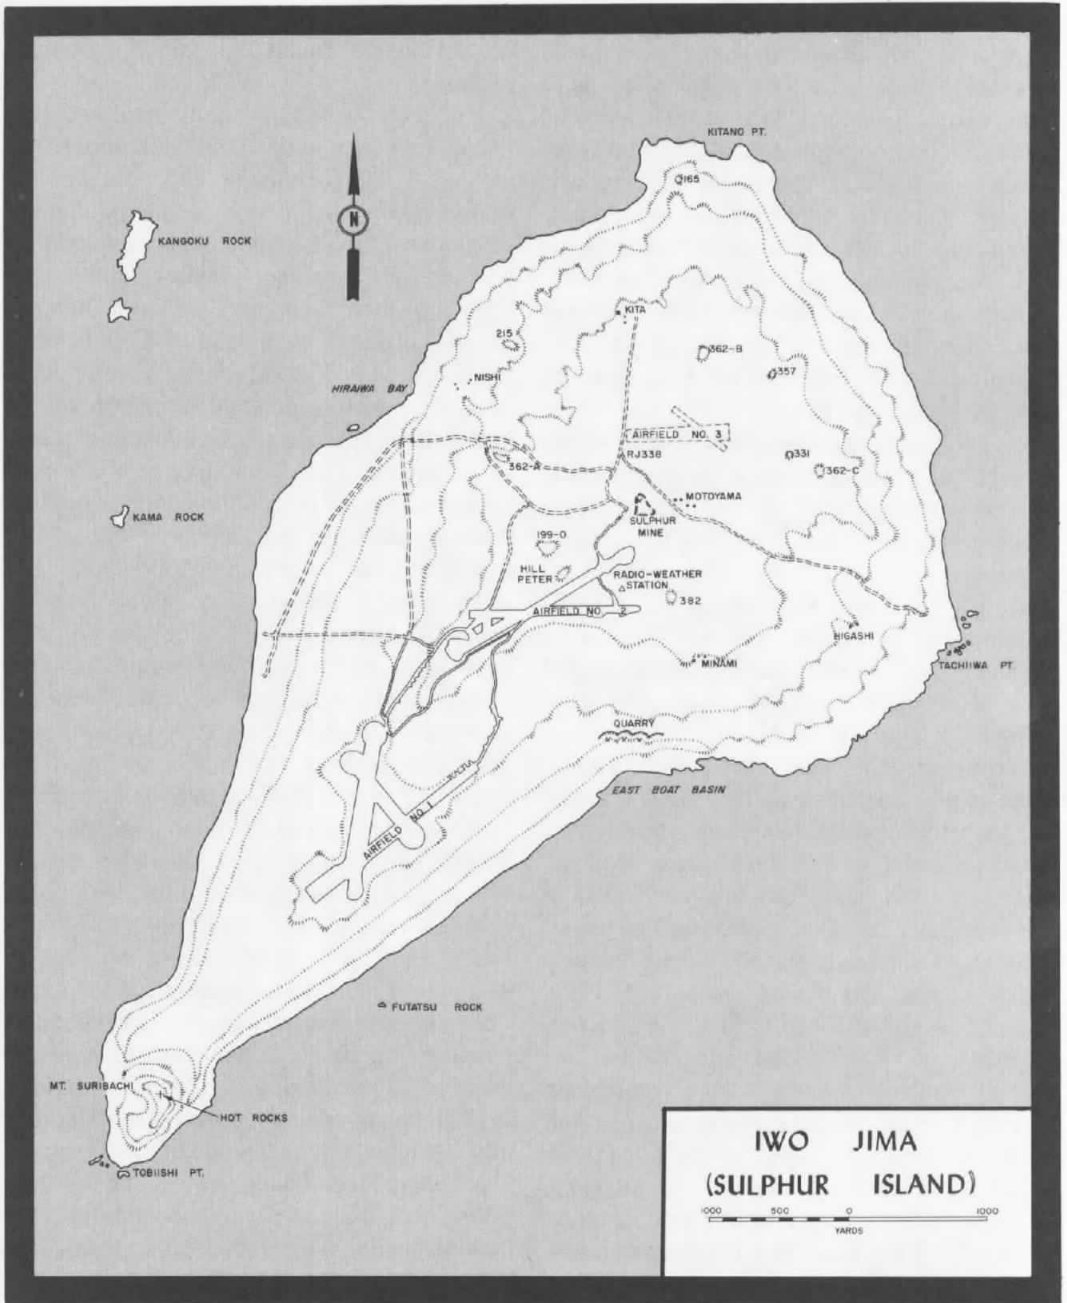 KITANO PT.
165
N
KANGOKU ROCK
KITA
215
362-B
357
NISHI
HIRAIWA BAY
AIRFIELD NO. 3
RJ338
331
362-A
362-C
MOTOYAMA
KAMA ROCK
SULPHUR
MINE
199-O
HILL
PETER
RADIO-WEATHER
STATION
382
AIRFIELD NO. 2
HIGASHI
MINAMI
TACHIIWA PT.
QUARRY
EAST BOAT BASIN
AIRFIELD NO. 1
FUTATSU ROCK
MT. SURIBACHI
HOT ROCKS
TOBIISHI PT.
IWO JIMA
(SULPHUR ISLAND)
1000 500 0 1000
YARDS